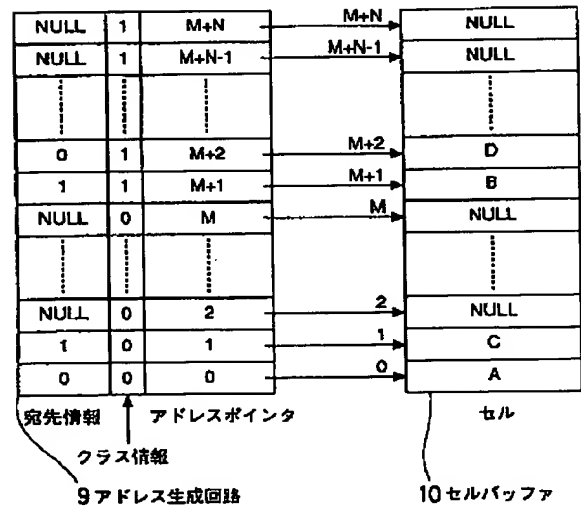 NULL 1 M+N M+N NULL
NULL 1 M+N-1 M+N-1 NULL
0 1 M+2 M+2 D
1 1 M+1 M+1 B
NULL 0 M M NULL
NULL 0 2 2 NULL
1 0 1 1 C
0 0 0 0 A
宛先情報 アドレスポインタ セル
クラス情報
9アドレス生成回路 10セルバッファ